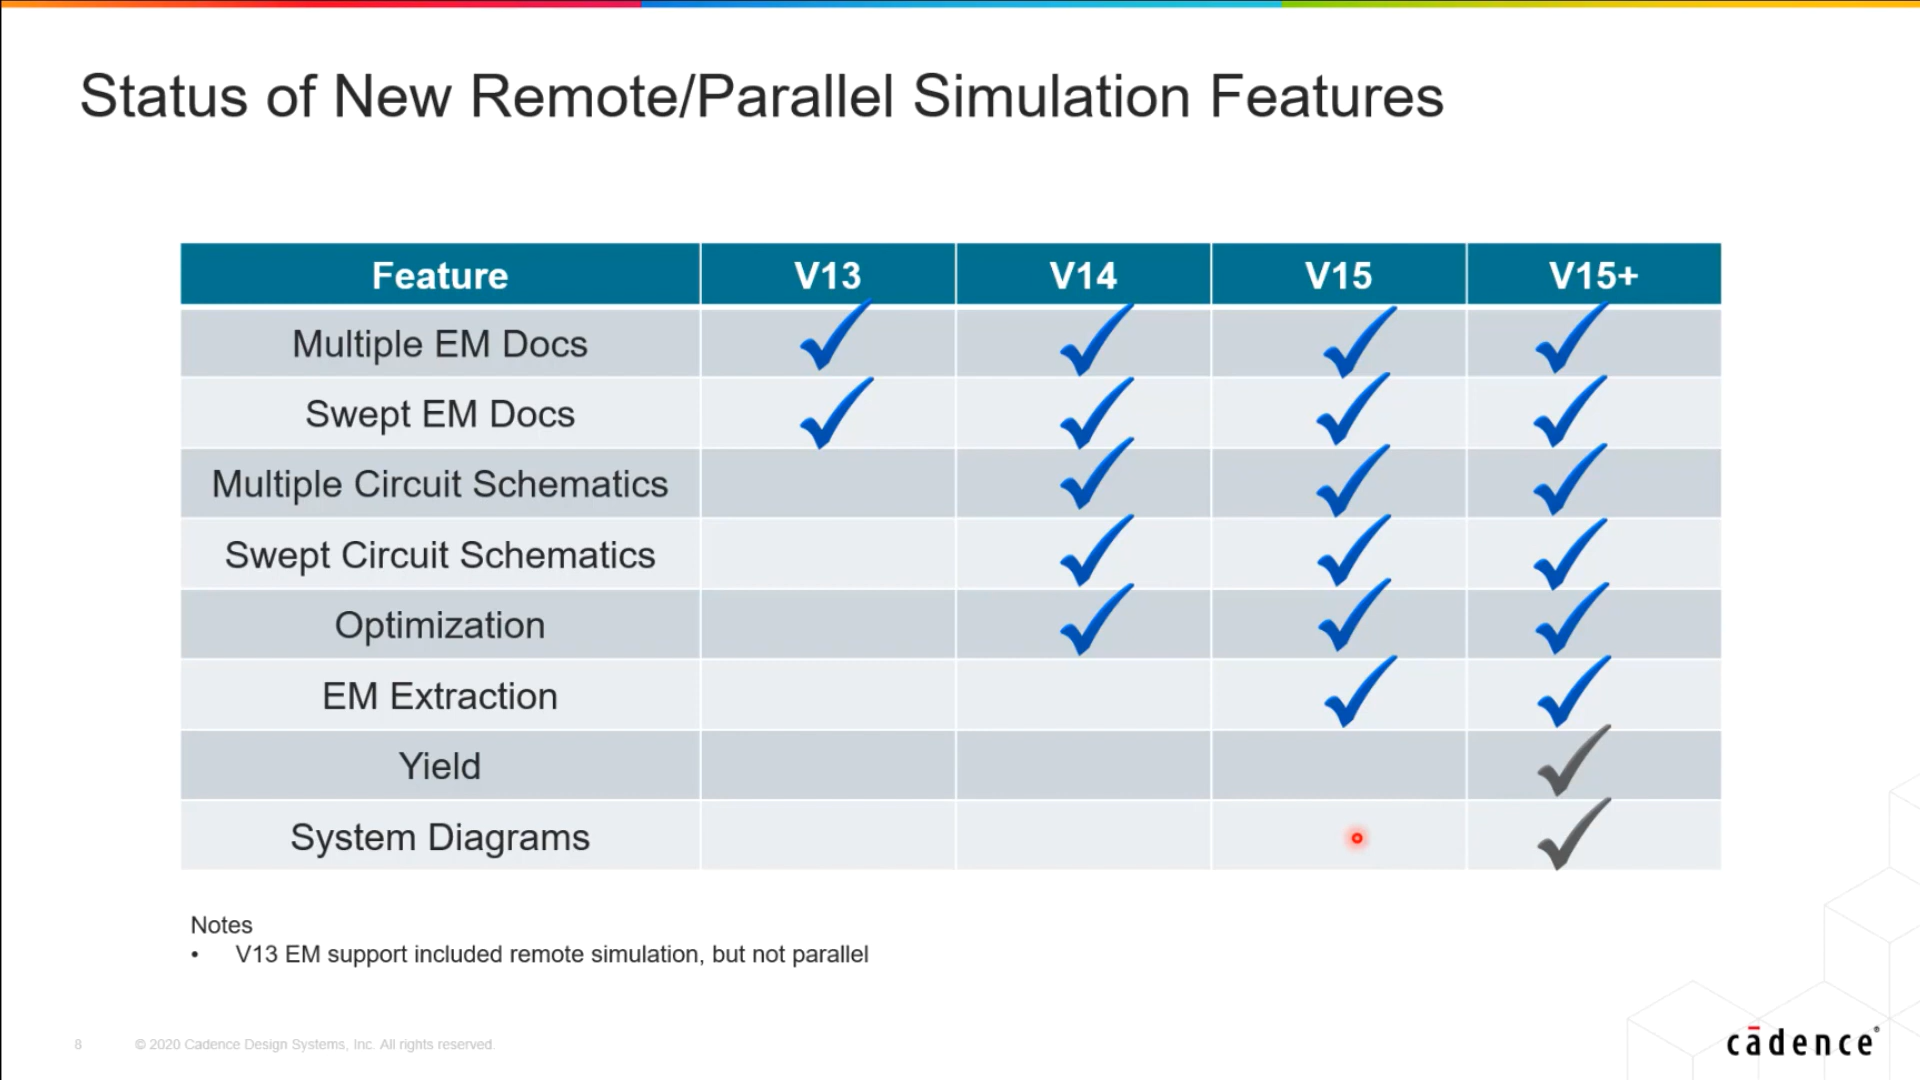 Status of New Remote/Parallel Simulation Features
Feature V13 V14 V15 V15+
Multiple EM Docs
Swept EM Docs
Multiple Circuit Schematics
Swept Circuit Schematics
Optimization
EM Extraction
Yield
System Diagrams
Notes
• V13 EM support included remote simulation, but not parallel
8 © 2020 Cadence Design Systems, Inc. All rights reserved.
cādence®